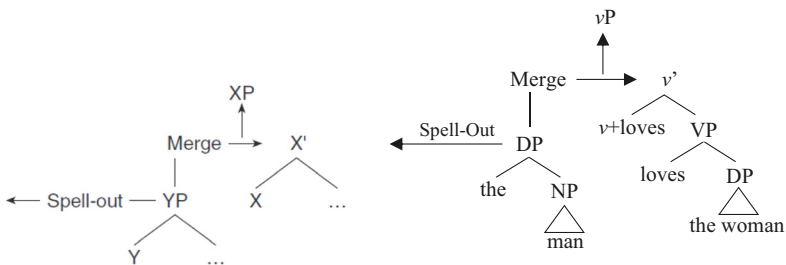 XP
Merge X'
Spell-out YP X ...
Y ...
vP
Merge v'
Spell-Out DP v+loves VP
the NP loves DP
man the woman